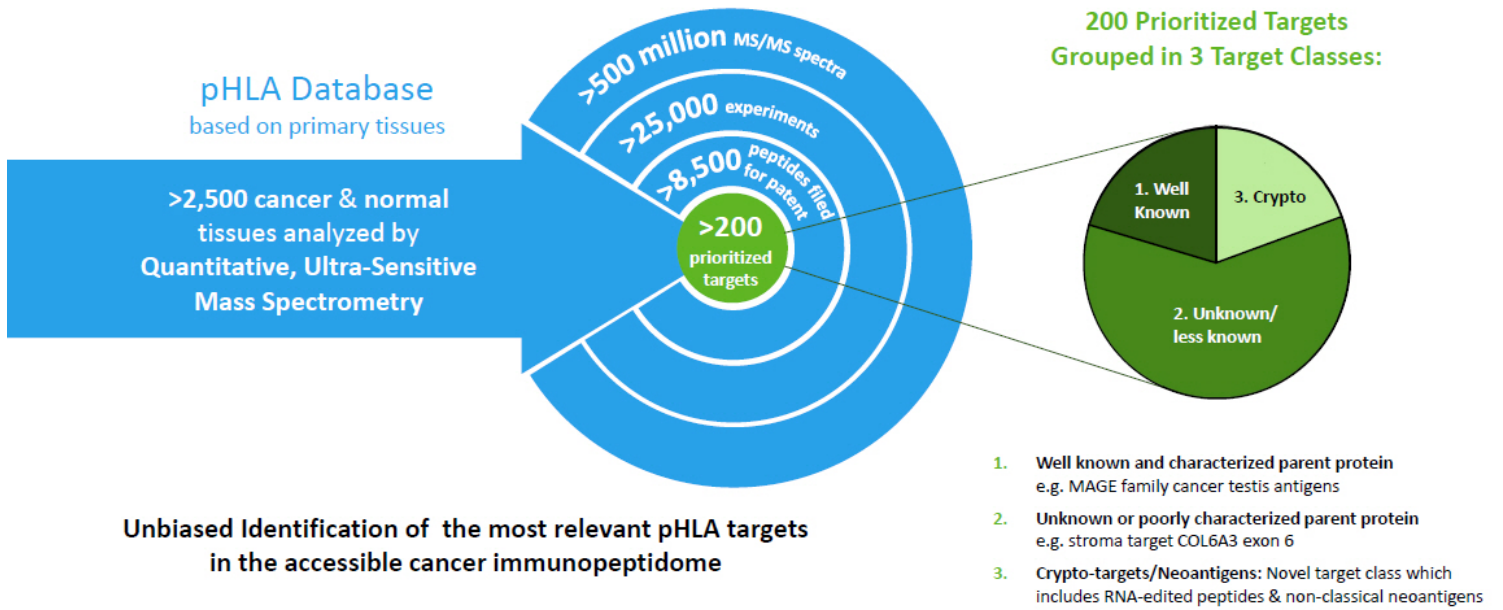 pHLA Database
based on primary tissues
>2,500 cancer & normal
tissues analyzed by
Quantitative, Ultra-Sensitive
Mass Spectrometry
>500 million MS/MS spectra
>25,000 experiments
>8,500 peptides filed
for patent
>200
prioritized
targets
Unbiased Identification of the most relevant pHLA targets
in the accessible cancer immunopeptidome
200 Prioritized Targets
Grouped in 3 Target Classes:
1. Well
Known
3. Crypto
2. Unknown/
less known
1. Well known and characterized parent protein
e.g. MAGE family cancer testis antigens
2. Unknown or poorly characterized parent protein
e.g. stroma target COL6A3 exon 6
3. Crypto-targets/Neoantigens: Novel target class which
includes RNA-edited peptides & non-classical neoantigens